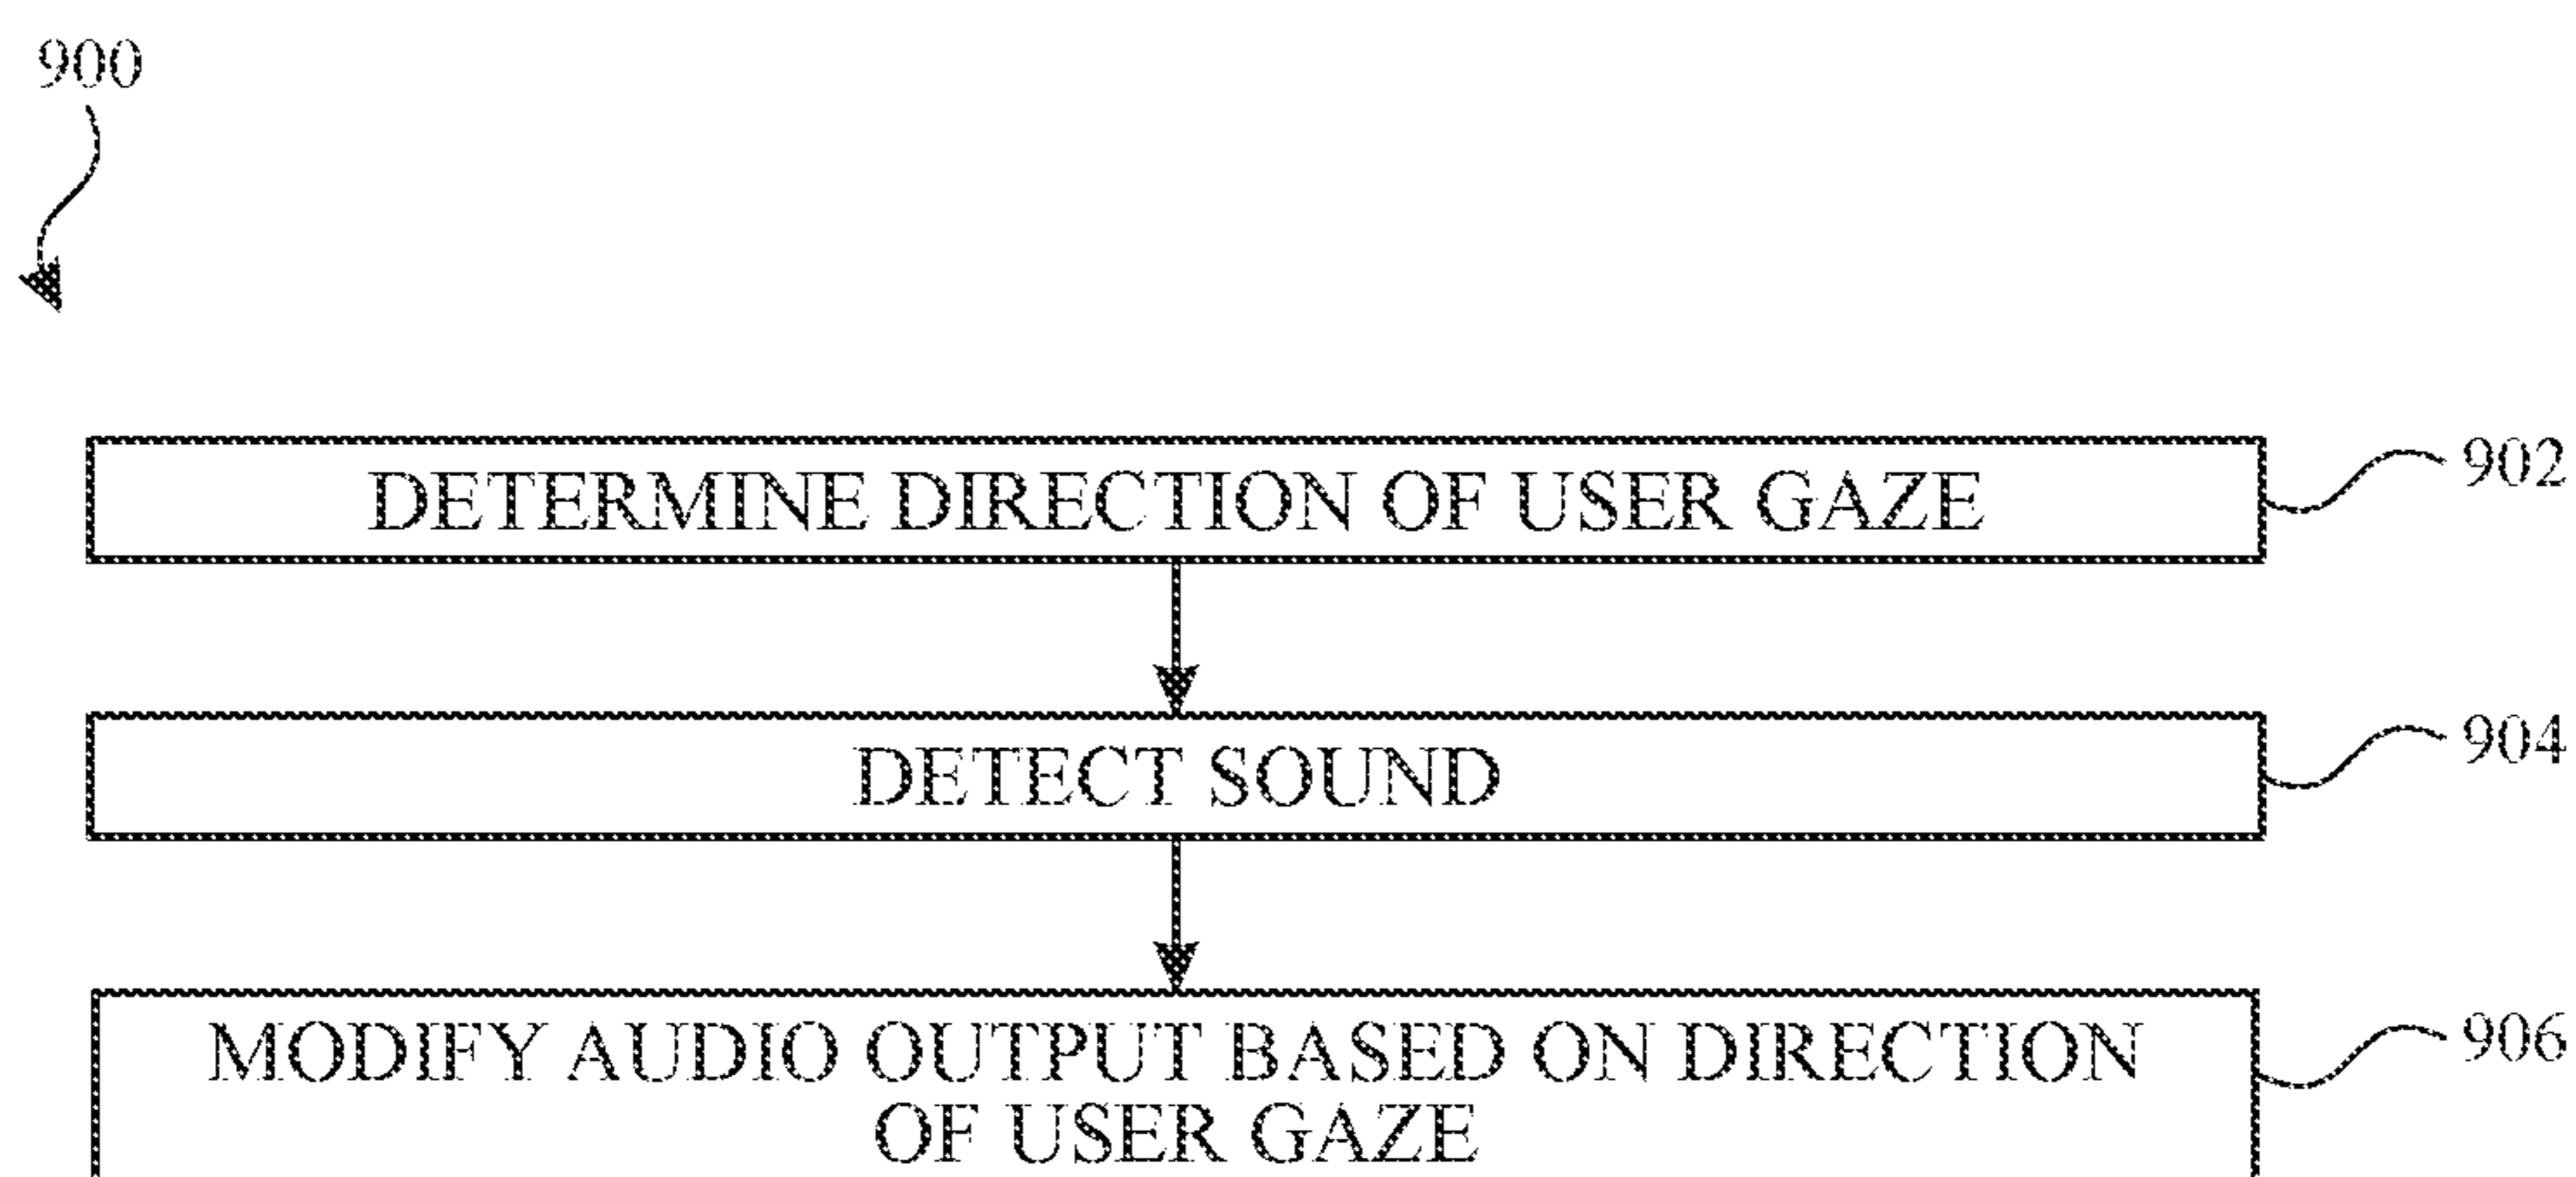 900
DETERMINE DIRECTION OF USER GAZE
902
DETECT SOUND
904
MODIFY AUDIO OUTPUT BASED ON DIRECTION
OF USER GAZE
906